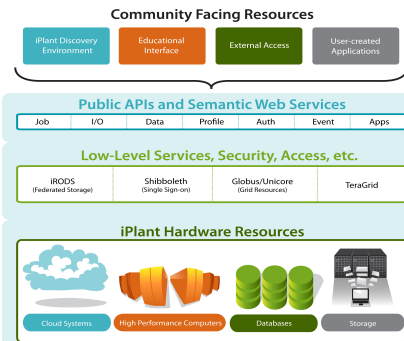 Community Facing Resources
iPlant Discovery
Environment
Educational
Interface
External Access
User-created
Applications
Public APIs and Semantic Web Services
Job
I/O
Data
Profile
Auth
Event
Apps
Low-Level Services, Security, Access, etc.
iRODS
(Federated Storage)
Shibboleth
(Single Sign-on)
Globus/Unicore
(Grid Resources)
TeraGrid
iPlant Hardware Resources
Cloud Systems
High Performance Computers
Databases
Storage